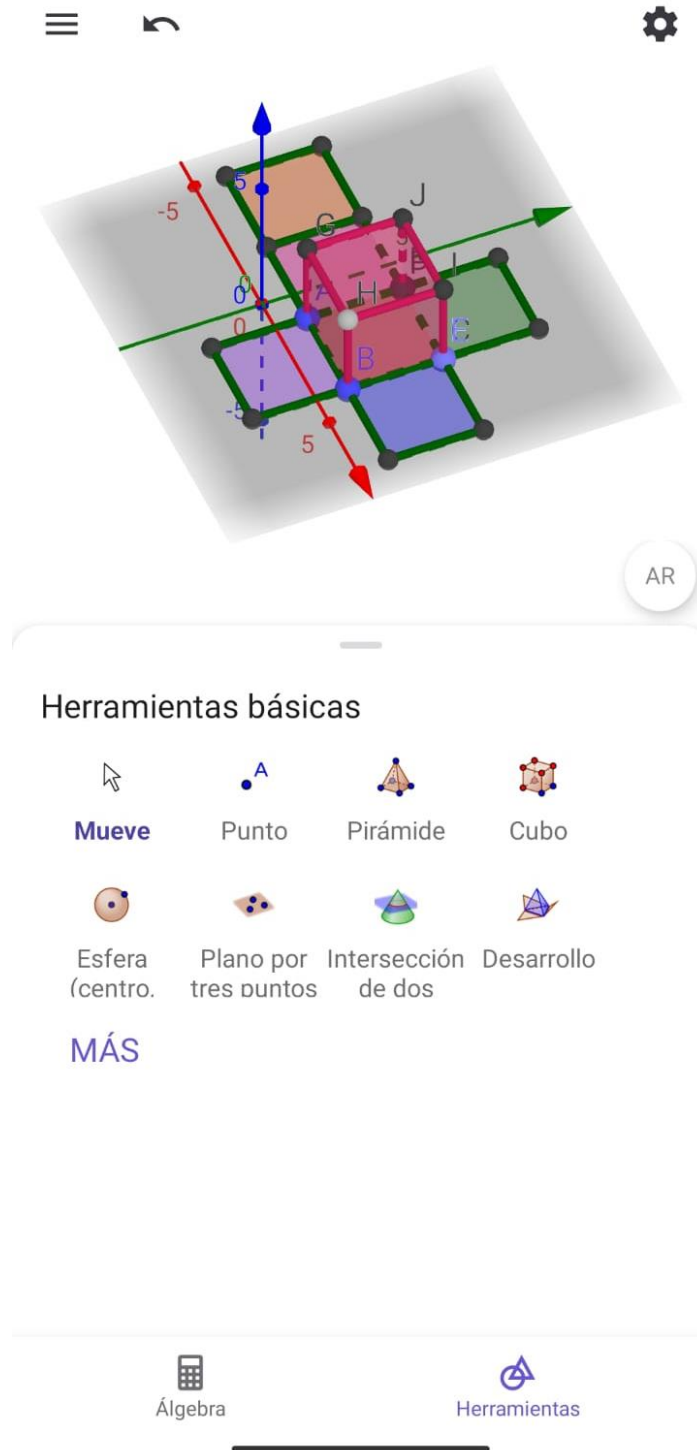 5
-5
J
G
0
0
A
H
I
0
B
E
-5
5
AR
Herramientas básicas
A
Mueve Punto Pirámide Cubo
Esfera Plano por Intersección Desarrollo
(centro, tres puntos de dos
MÁS
Álgebra Herramientas